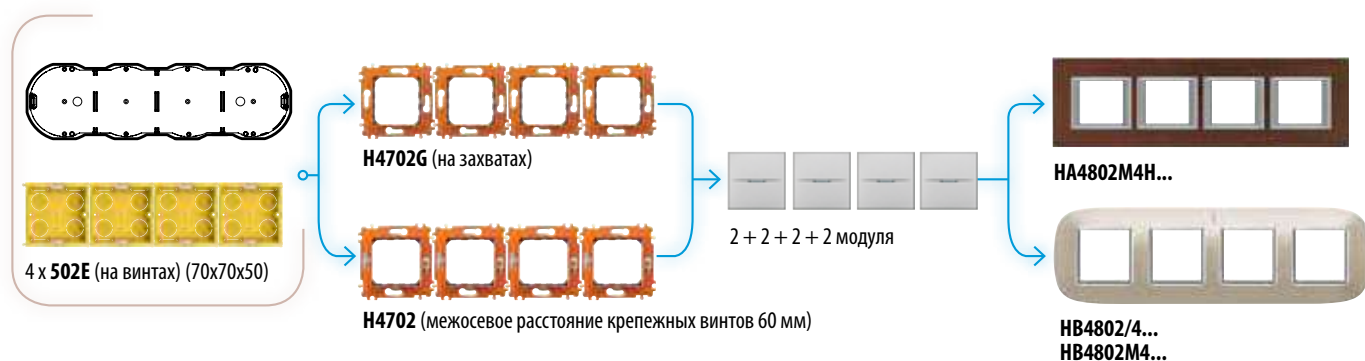 4 x 502E (на винтах) (70x70x50)
H4702G (на захватах)
H4702 (межосевое расстояние крепежных винтов 60 мм)
2 + 2 + 2 + 2 модуля
HA4802M4H...
HB4802/4...
HB4802M4...